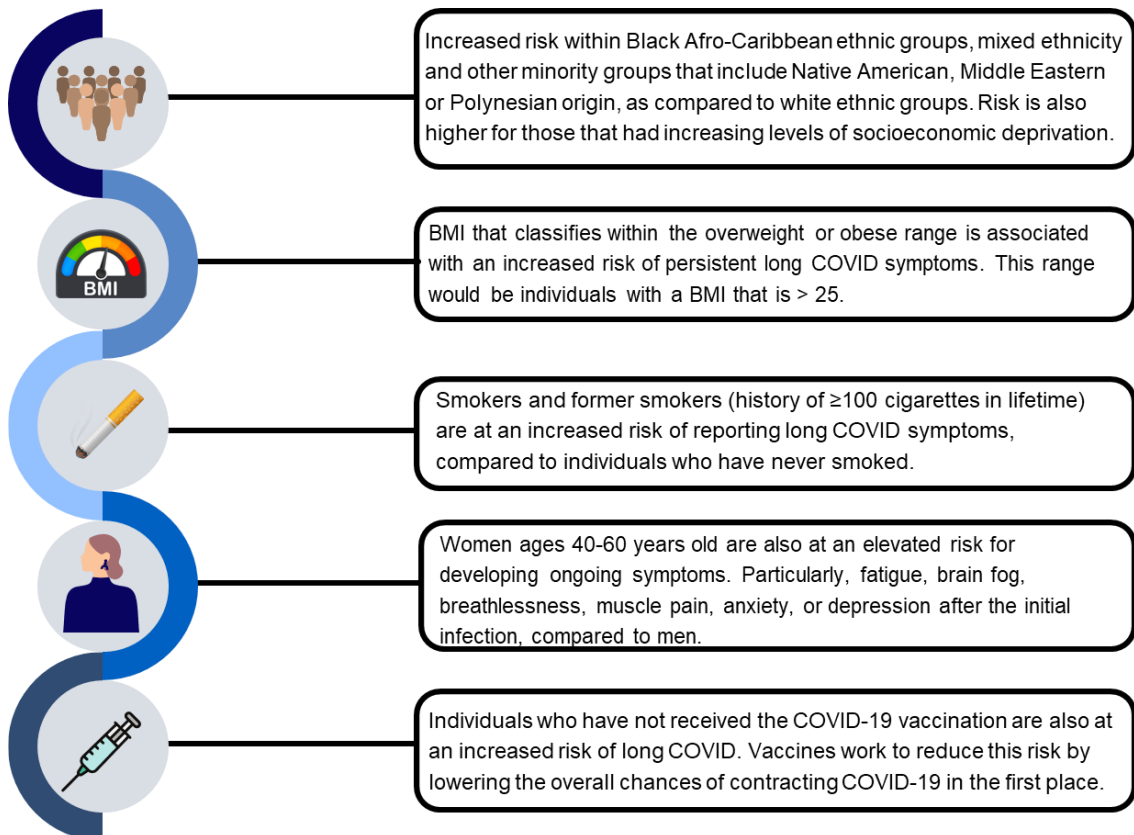 Increased risk within Black Afro-Caribbean ethnic groups, mixed ethnicity
and other minority groups that include Native American, Middle Eastern
or Polynesian origin, as compared to white ethnic groups. Risk is also
higher for those that had increasing levels of socioeconomic deprivation.
BMI
BMI that classifies within the overweight or obese range is associated
with an increased risk of persistent long COVID symptoms. This range
would be individuals with a BMI that is > 25.
Smokers and former smokers (history of ≥100 cigarettes in lifetime)
are at an increased risk of reporting long COVID symptoms,
compared to individuals who have never smoked.
Women ages 40-60 years old are also at an elevated risk for
developing ongoing symptoms. Particularly, fatigue, brain fog,
breathlessness, muscle pain, anxiety, or depression after the initial
infection, compared to men.
Individuals who have not received the COVID-19 vaccination are also at
an increased risk of long COVID. Vaccines work to reduce this risk by
lowering the overall chances of contracting COVID-19 in the first place.